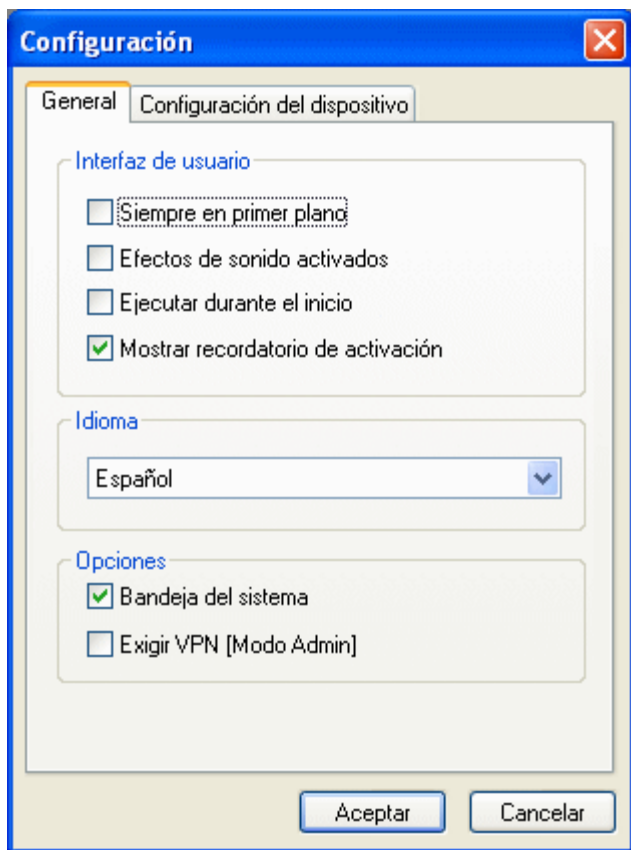 Configuración
General
Configuración del dispositivo
Interfaz de usuario
Siempre en primer plano
Efectos de sonido activados
Ejecutar durante el inicio
Mostrar recordatorio de activación
Idioma
Español
Opciones
Bandeja del sistema
Exigir VPN [Modo Admin]
Aceptar
Cancelar